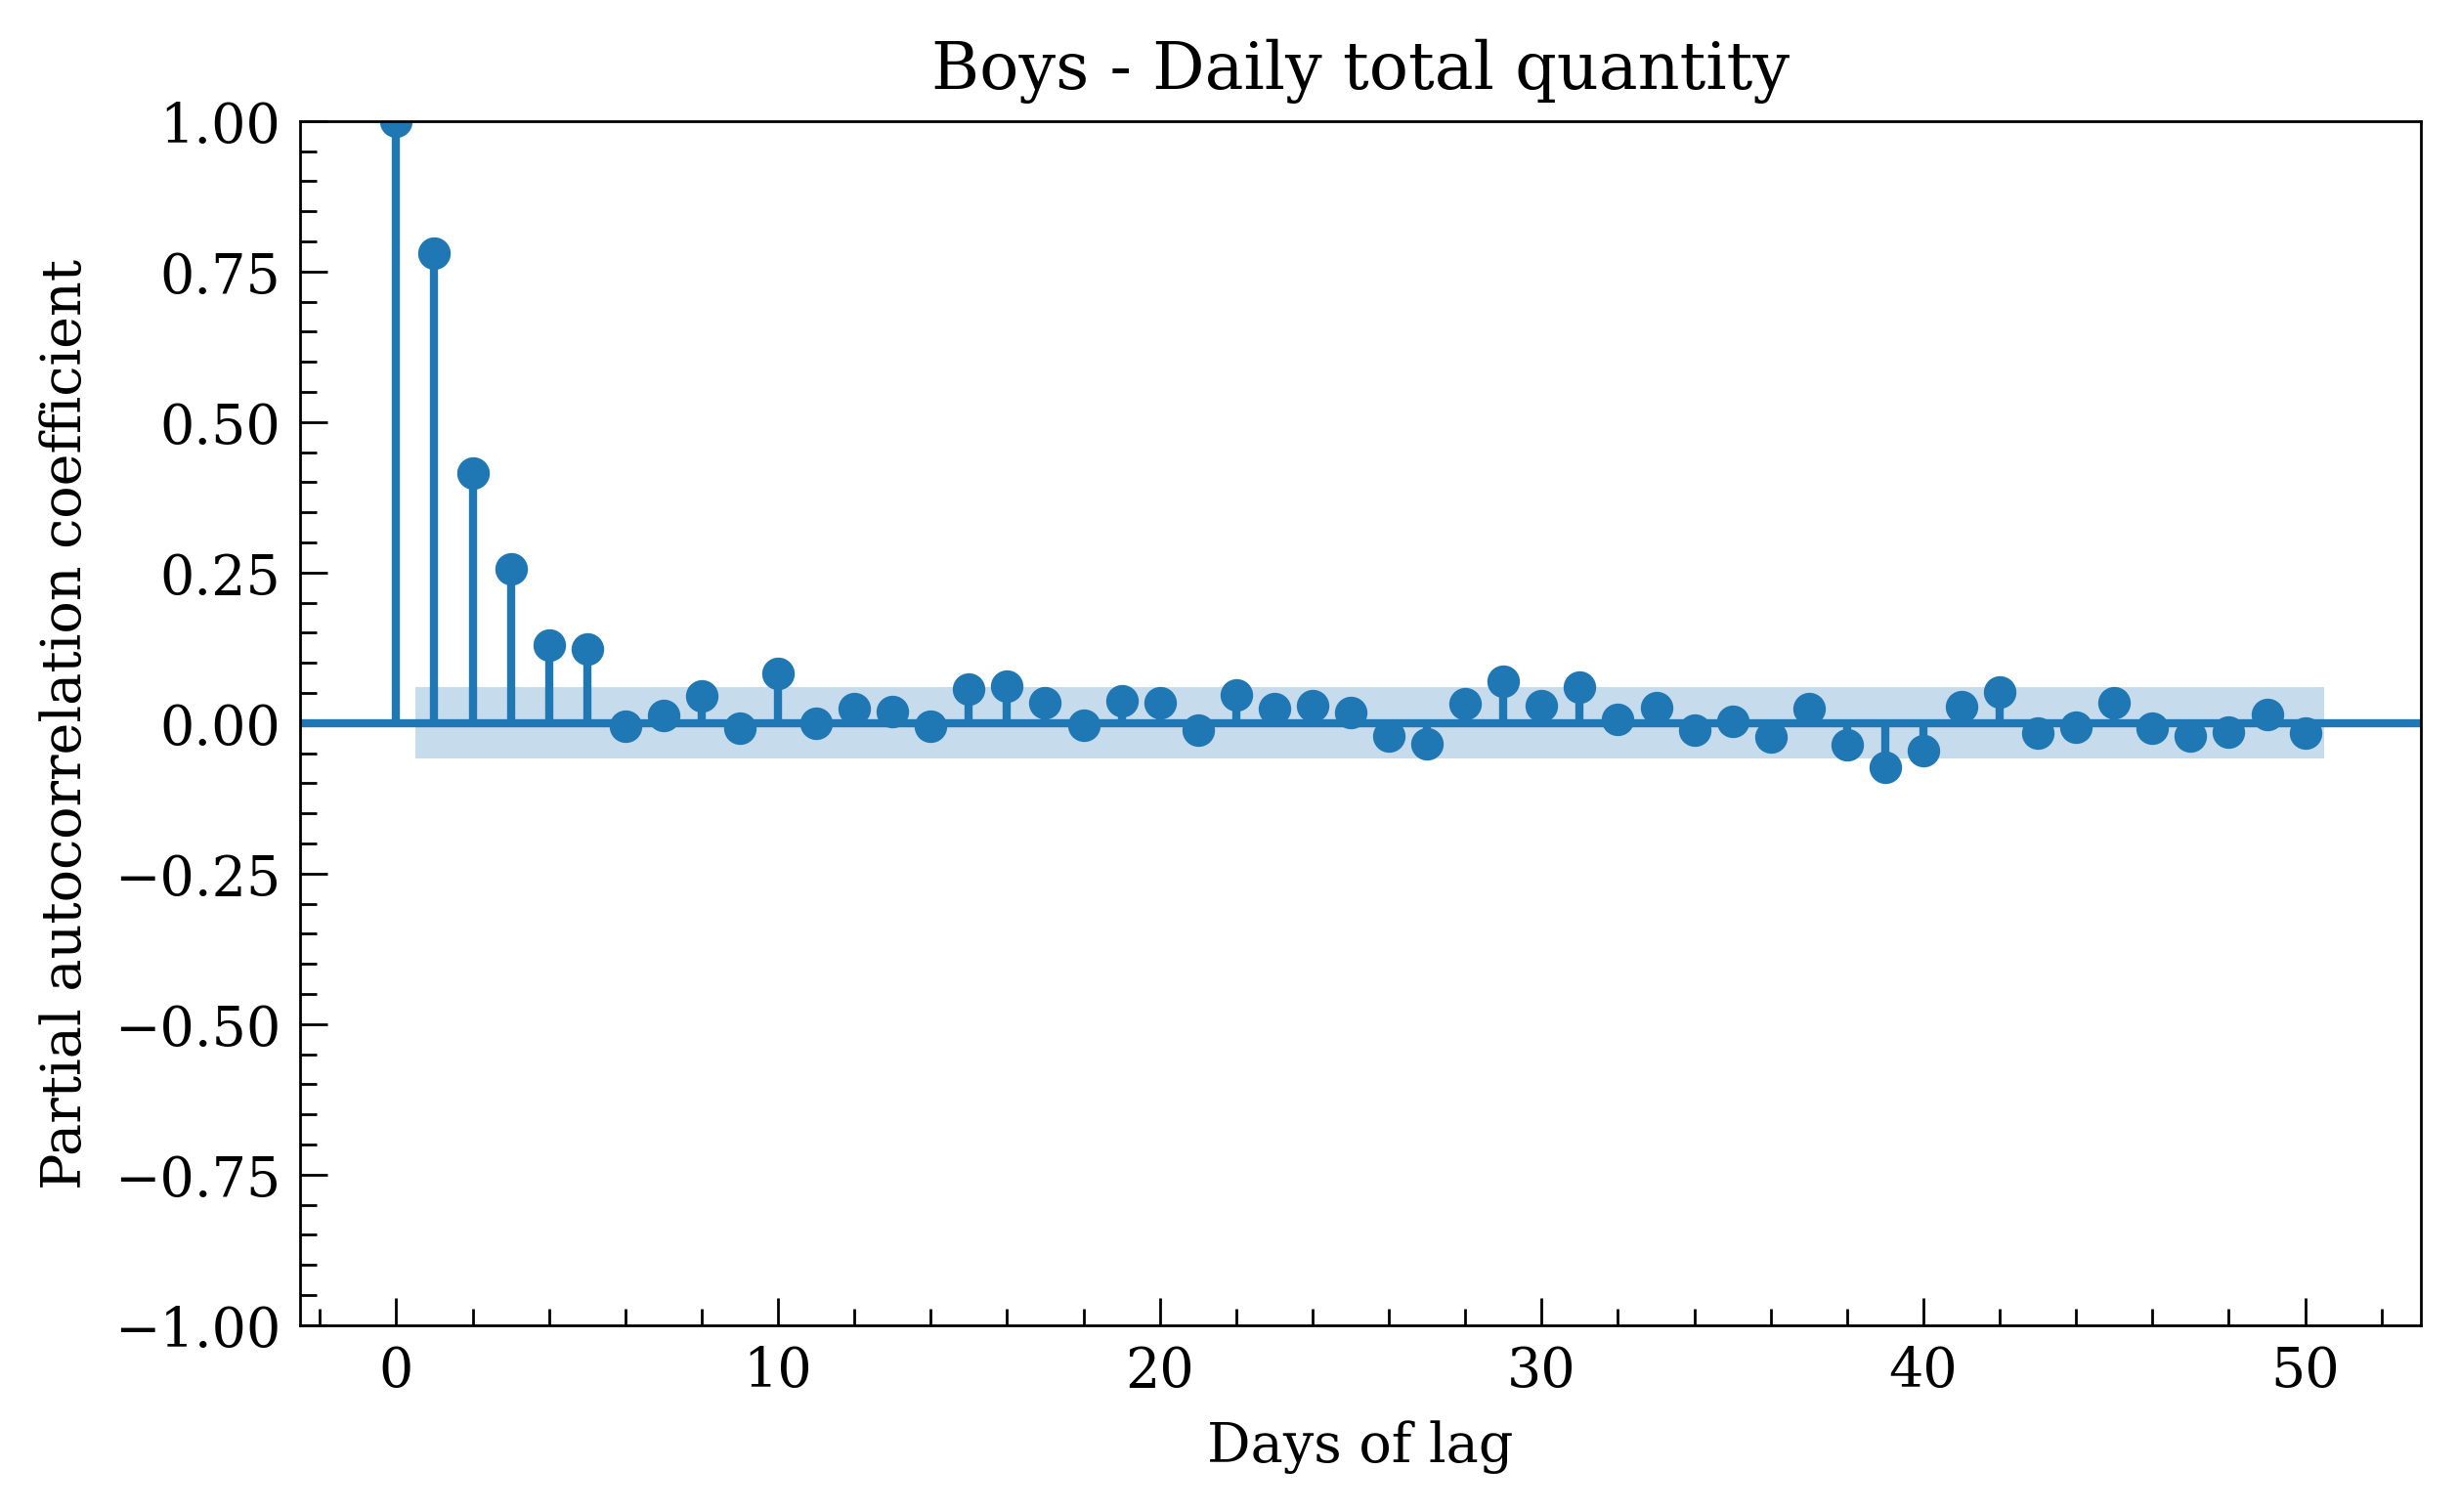 Boys - Daily total quantity
Partial autocorrelation coefficient
1.00
0.75
0.50
0.25
0.00
−0.25
−0.50
−0.75
−1.00
0 10 20 30 40 50
Days of lag